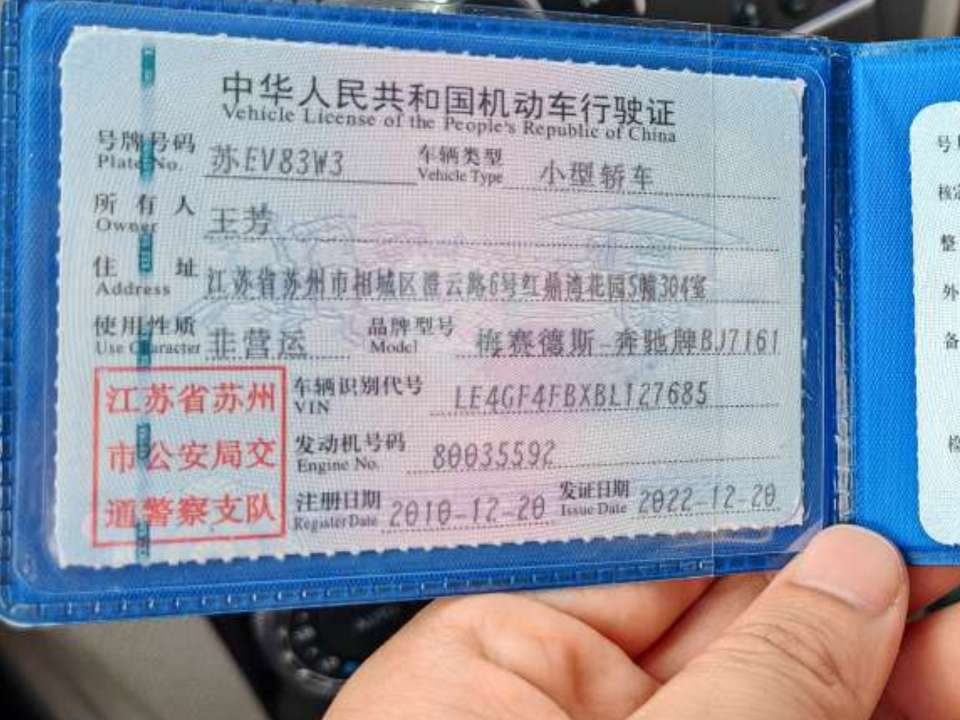 中华人民共和国机动车行驶证
Vehicle License of the People's Republic of China
号牌号码 苏EV83W3 车辆类型 小型轿车
Plate No. Vehicle Type
所有人 王芳
Owner
住址 江苏省苏州市相城区澄云路6号红鼎湾花园5幢304室
Address
使用性质 非营运 品牌型号 梅赛德斯-奔驰牌BJ7161
Use Character Model
江苏省苏州
市公安局交
通警察支队
车辆识别代号 LE4GF4FBXBL127685
VIN
发动机号码 80035592
Engine No.
注册日期 2010-12-20 发证日期 2022-12-20
Register Date Issue Date
号
核
整
外
备
检